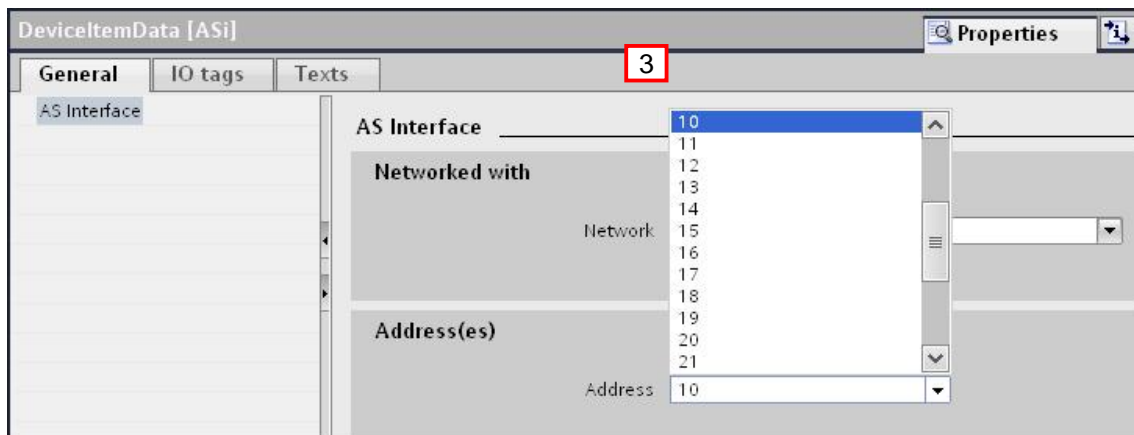 DeviceItemData [ASi]
Properties
General
IO tags
Texts
3
AS Interface
AS Interface
10
11
12
13
14
15
16
17
18
19
20
21
Networked with
Network
Address(es)
Address
10